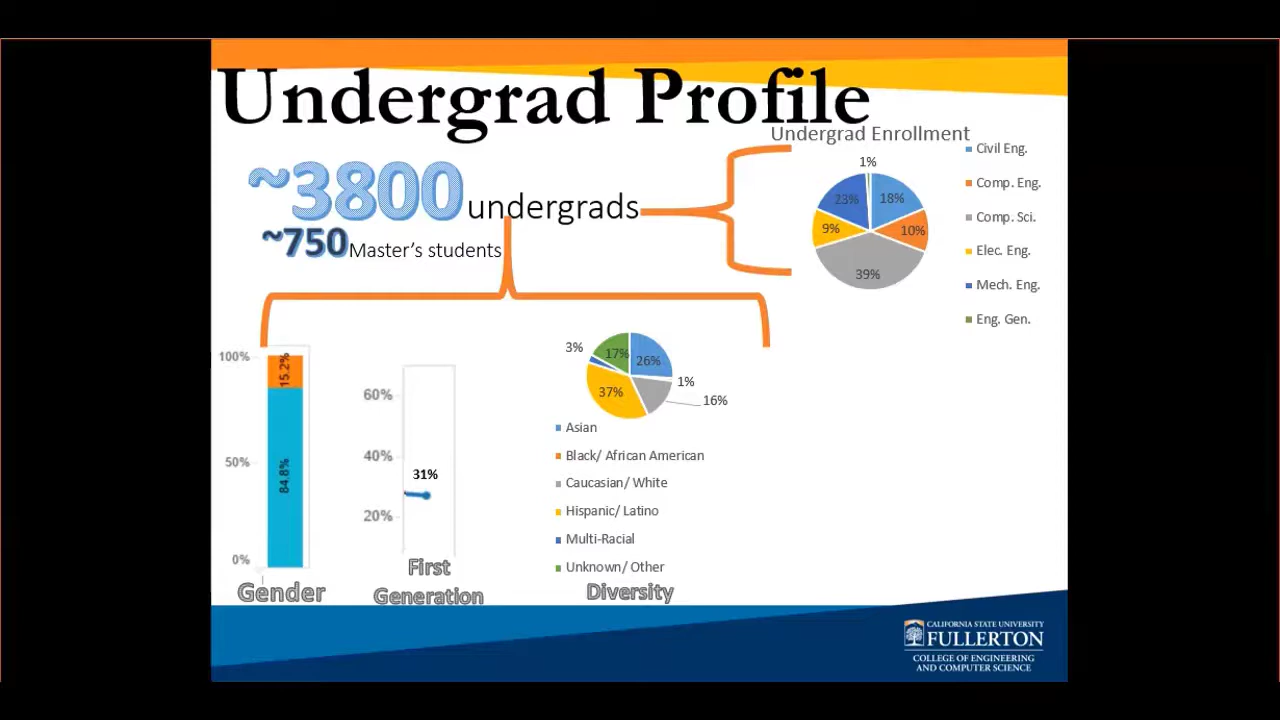 Undergrad Profile
~3800 undergrads
~750 Master's students
Undergrad Enrollment
1%
18%
10%
39%
9%
23%
Civil Eng.
Comp. Eng.
Comp. Sci.
Elec. Eng.
Mech. Eng.
Eng. Gen.
100%
50%
0%
15.2%
84.8%
Gender
60%
40%
20%
31%
First
Generation
3%
17%
26%
1%
16%
37%
Asian
Black/ African American
Caucasian/ White
Hispanic/ Latino
Multi-Racial
Unknown/ Other
Diversity
CALIFORNIA STATE UNIVERSITY
FULLERTON
COLLEGE OF ENGINEERING
AND COMPUTER SCIENCE